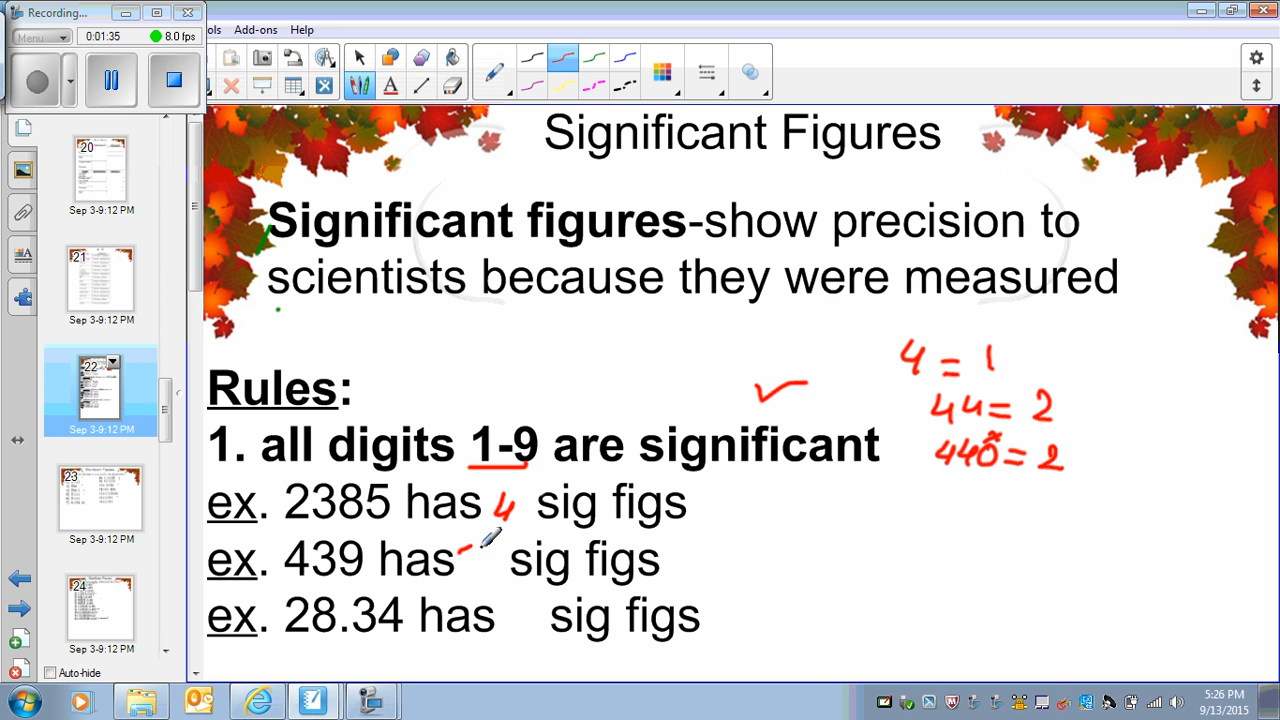 Recording...
Menu
0:01:35
8.0 fps
ols Add-ons Help
20
Sep 3-9:12 PM
21
Sep 3-9:12 PM
22
Sep 3-9:12 PM
23
Sep 3-9:12 PM
24
Sep 3-9:12 PM
Auto-hide
Significant Figures
Significant figures-show precision to
scientists because they were measured
4 = 1
44 = 2
440 = 2
Rules:
1. all digits 1-9 are significant
ex. 2385 has 4 sig figs
ex. 439 has sig figs
ex. 28.34 has sig figs
5:26 PM
9/13/2015